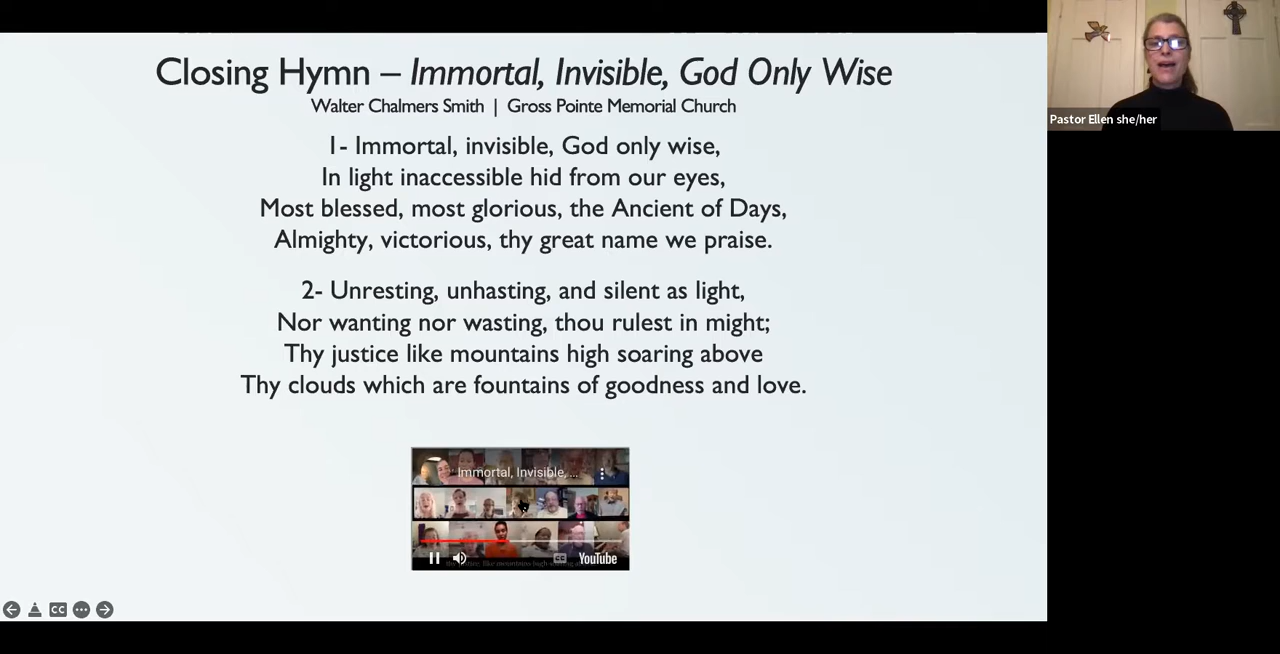 Closing Hymn – Immortal, Invisible, God Only Wise
Walter Chalmers Smith | Gross Pointe Memorial Church
1- Immortal, invisible, God only wise,
In light inaccessible hid from our eyes,
Most blessed, most glorious, the Ancient of Days,
Almighty, victorious, thy great name we praise.
2- Unresting, unhasting, and silent as light,
Nor wanting nor wasting, thou rulest in might;
Thy justice like mountains high soaring above
Thy clouds which are fountains of goodness and love.
Immortal, Invisible, ...
CC YouTube
CC
Pastor Ellen she/her